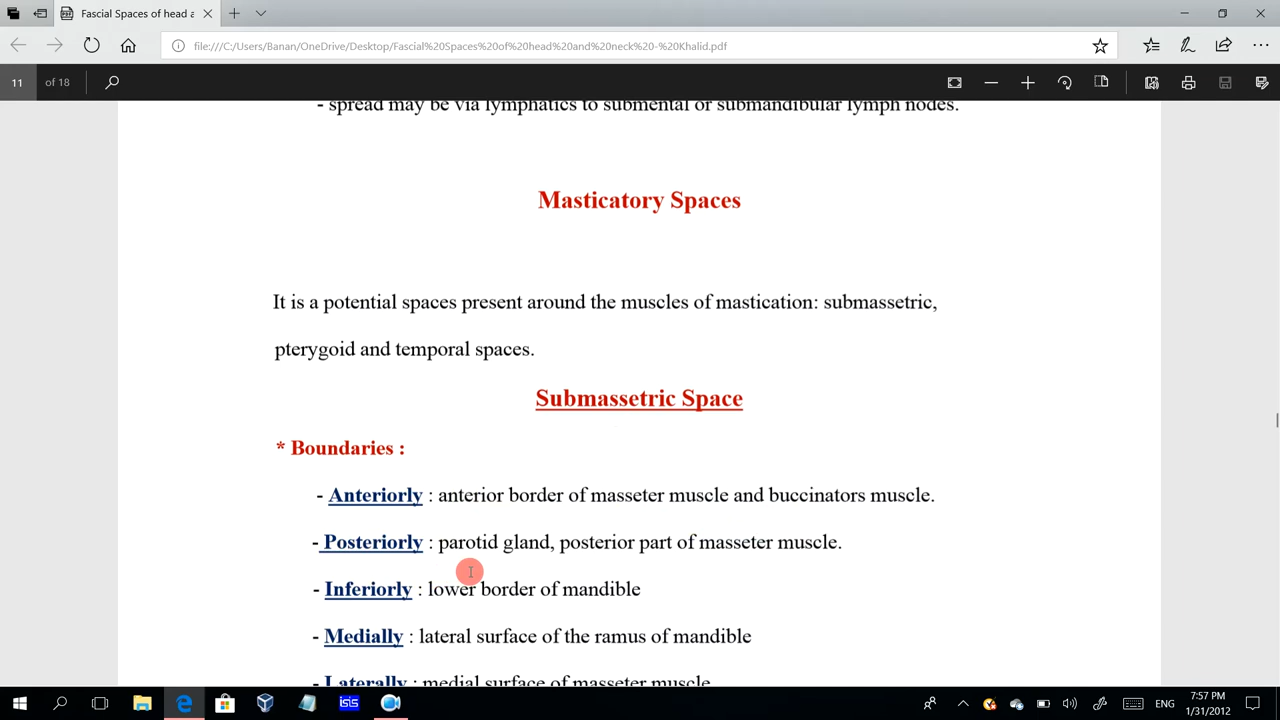 Fascial Spaces of head a
file:///C:/Users/Banan/OneDrive/Desktop/Fascial%20Spaces%20of%20head%20and%20neck%20-%20Khalid.pdf
11 of 18
- spread may be via lymphatics to submental or submandibular lymph nodes.
Masticatory Spaces
It is a potential spaces present around the muscles of mastication: submassetric,
pterygoid and temporal spaces.
Submassetric Space
* Boundaries :
- Anteriorly : anterior border of masseter muscle and buccinators muscle.
- Posteriorly : parotid gland, posterior part of masseter muscle.
- Inferiorly : lower border of mandible
- Medially : lateral surface of the ramus of mandible
- Laterally : medial surface of masseter muscle
isis
ENG
7:57 PM
1/31/2012